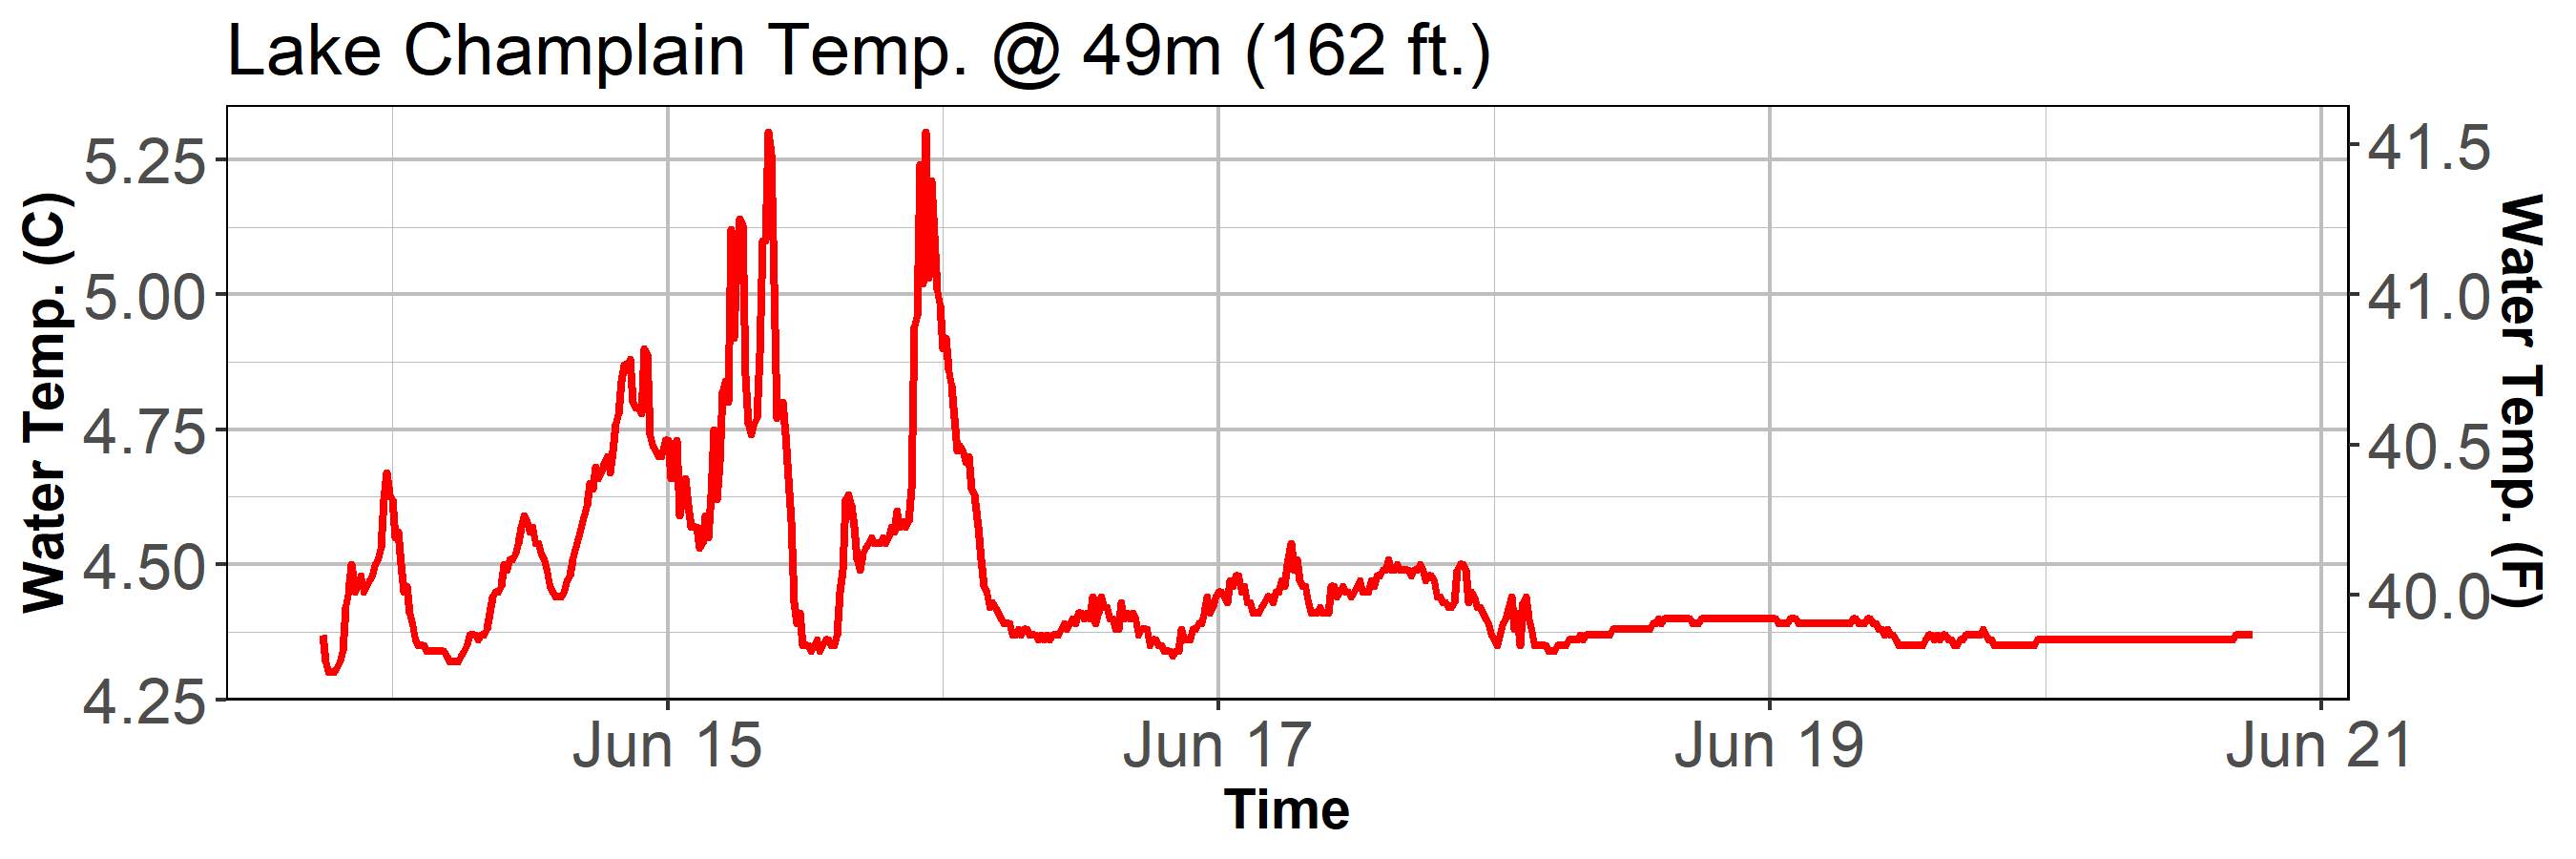 Lake Champlain Temp. @ 49m (162 ft.)
Water Temp. (C)
5.25
5.00
4.75
4.50
4.25
41.5
41.0
40.5
40.0
Water Temp. (F)
Jun 15
Jun 17
Jun 19
Jun 21
Time